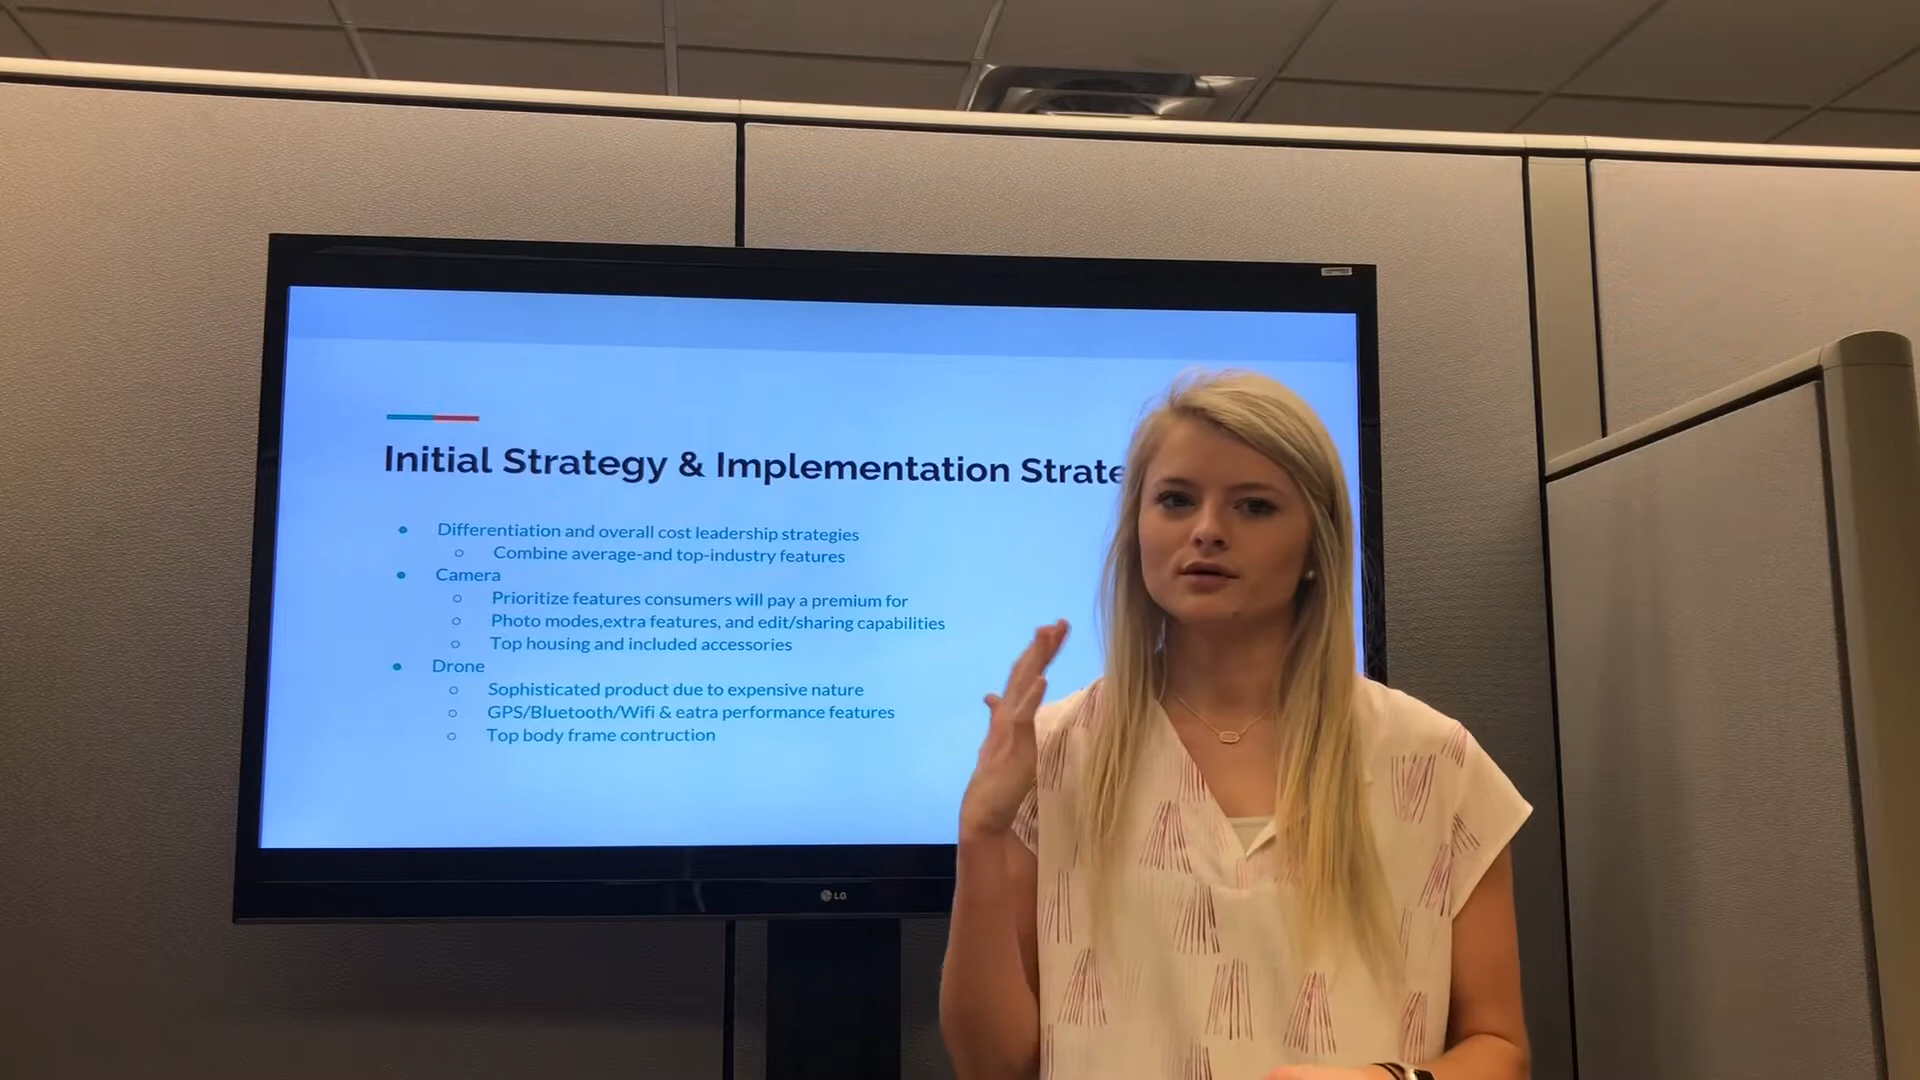 Initial Strategy & Implementation Strate
Differentiation and overall cost leadership strategies
Combine average-and top-industry features
Camera
Prioritize features consumers will pay a premium for
Photo modes,extra features, and edit/sharing capabilities
Top housing and included accessories
Drone
Sophisticated product due to expensive nature
GPS/Bluetooth/Wifi & eatra performance features
Top body frame contruction
LG